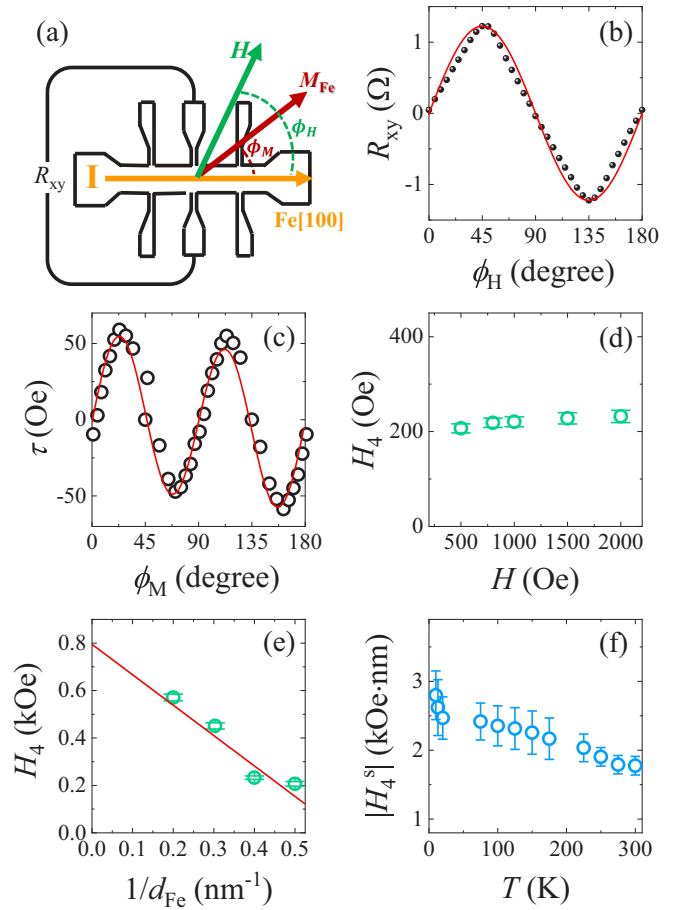 (a)
H
M_Fe
ϕ_H
ϕ_M
R_xy
I
Fe[100]
(b)
R_xy (Ω)
1
0
-1
0 45 90 135 180
ϕ_H (degree)
(c)
τ (Oe)
50
0
-50
0 45 90 135 180
ϕ_M (degree)
(d)
H_4 (Oe)
400
200
0
500 1000 1500 2000
H (Oe)
(e)
H_4 (kOe)
0.8
0.6
0.4
0.2
0.0
0.0 0.1 0.2 0.3 0.4 0.5
1/d_Fe (nm⁻¹)
(f)
|H_4^s| (kOe·nm)
3
2
1
0 100 200 300
T (K)